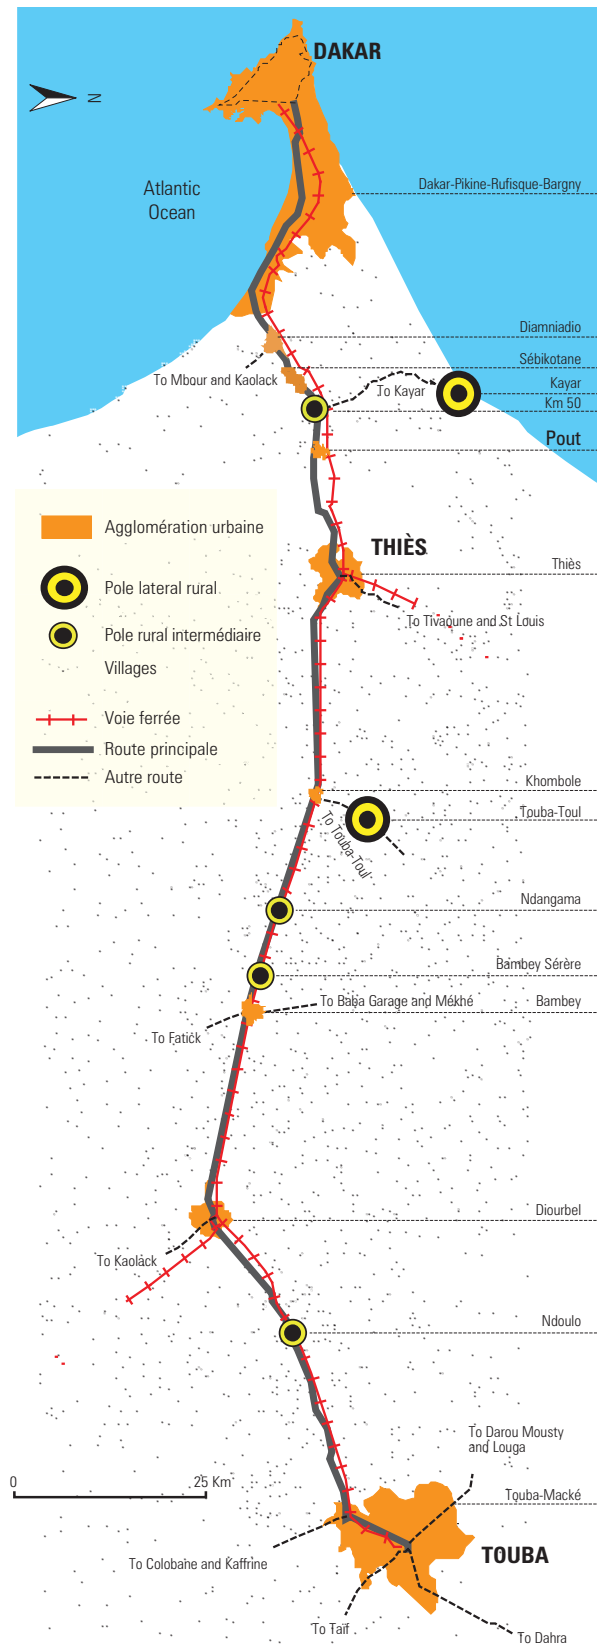 DAKAR
N
Atlantic
Ocean
Dakar-Pikine-Rufisque-Bargny
Diamniadio
Sébikotane
To Mbour and Kaolack
To Kayar
Kayar
Km 50
Pout
Agglomération urbaine
THIÈS
Thiès
Pole lateral rural
To Tivaoune and St Louis
Pole rural intermédiaire
Villages
Voie ferrée
Route principale
Autre route
Khombole
Touba-Toul
To Touba-Toul
Ndangama
Bambey Sérère
To Baba Garage and Mékhé
Bambey
To Fatick
Diourbel
To Kaolack
Ndoulo
To Darou Mousty
and Louga
0 25 Km
Touba-Macké
TOUBA
To Colobane and Kaffrine
To Taïf
To Dahra